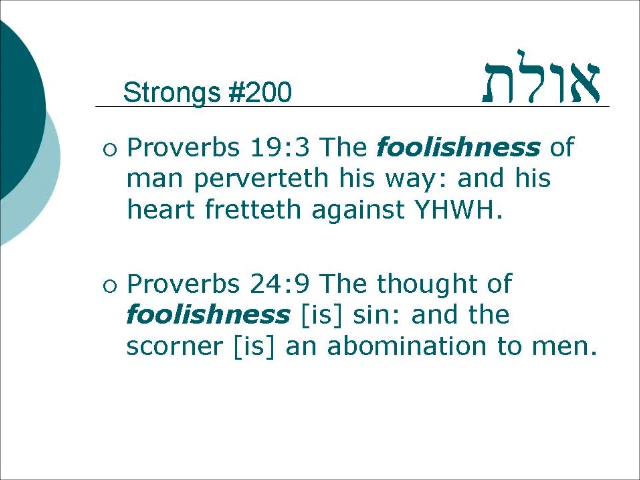 Strongs #200 אולת
Proverbs 19:3 The foolishness of
man perverteth his way: and his
heart fretteth against YHWH.
Proverbs 24:9 The thought of
foolishness [is] sin: and the
scorner [is] an abomination to men.